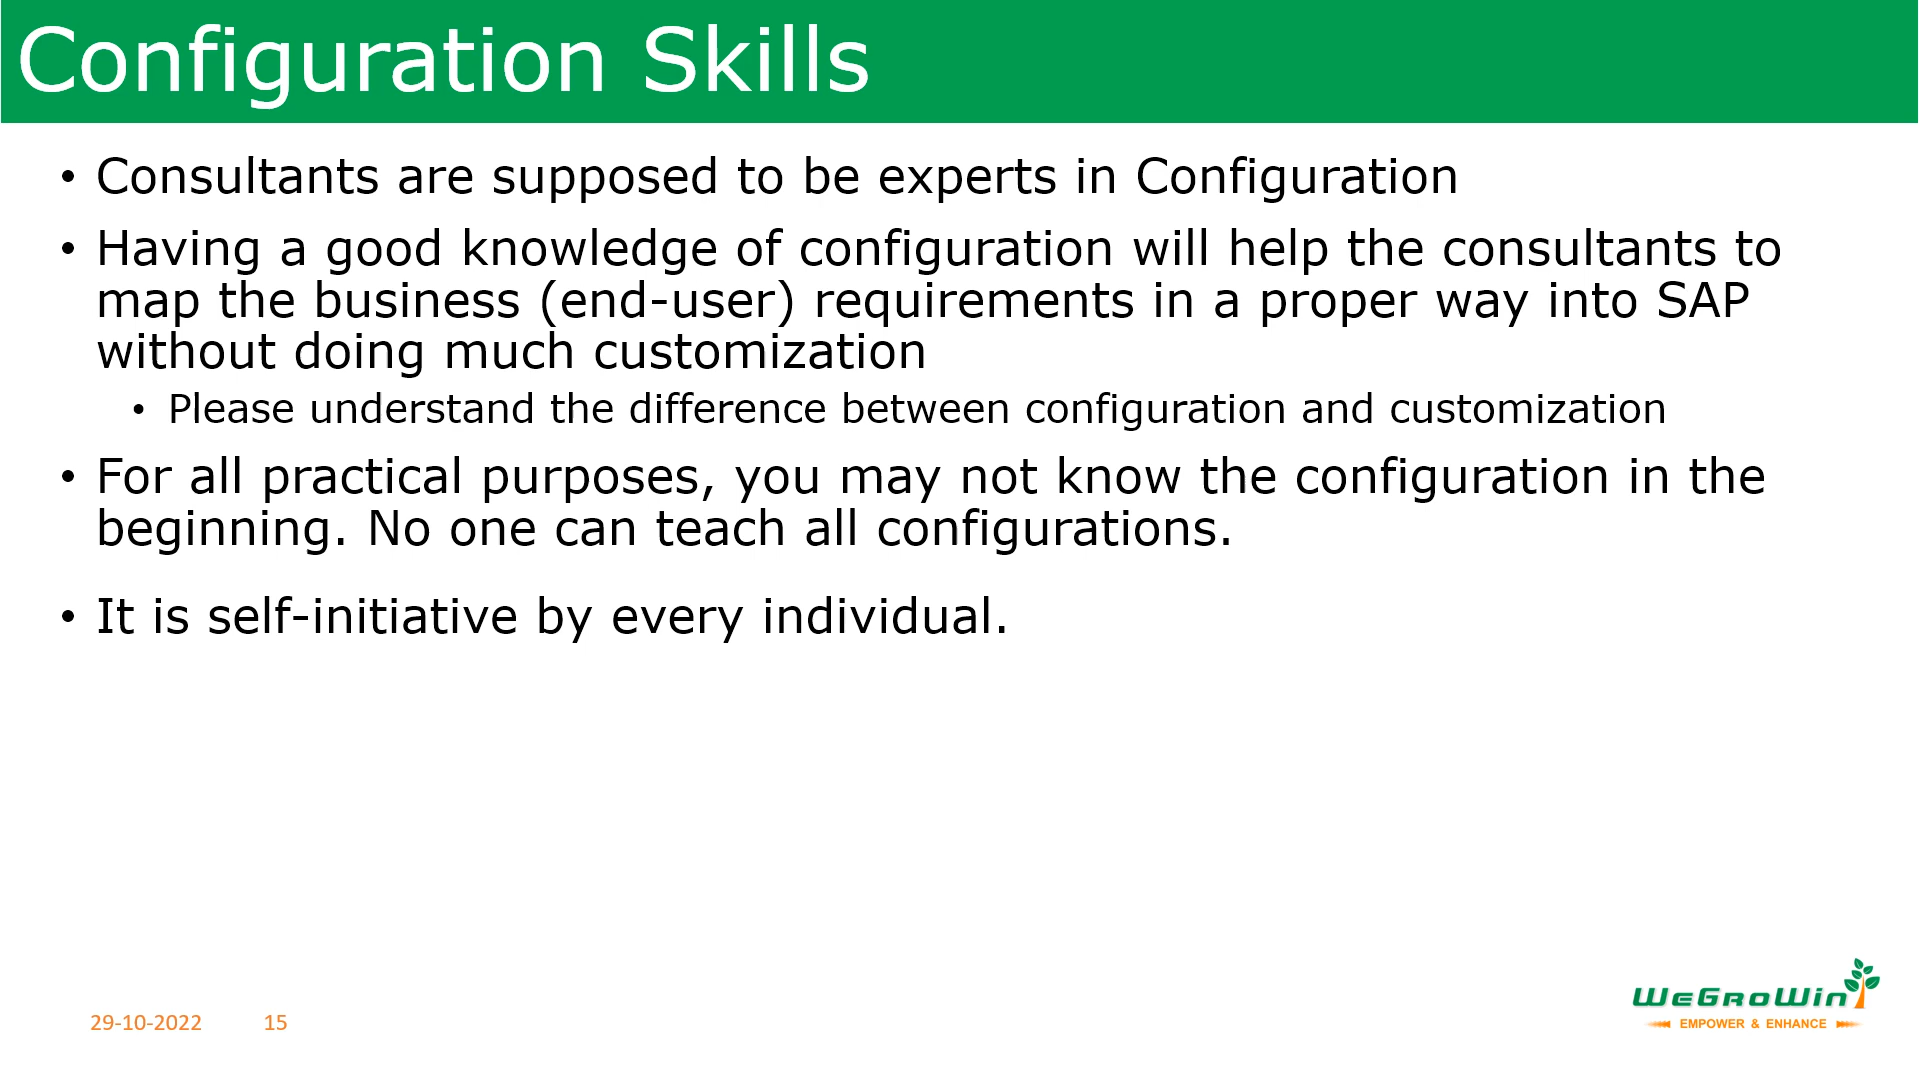 Configuration Skills
• Consultants are supposed to be experts in Configuration
• Having a good knowledge of configuration will help the consultants to
map the business (end-user) requirements in a proper way into SAP
without doing much customization
• Please understand the difference between configuration and customization
• For all practical purposes, you may not know the configuration in the
beginning. No one can teach all configurations.
• It is self-initiative by every individual.
WeGroWin
EMPOWER & ENHANCE
29-10-2022 15